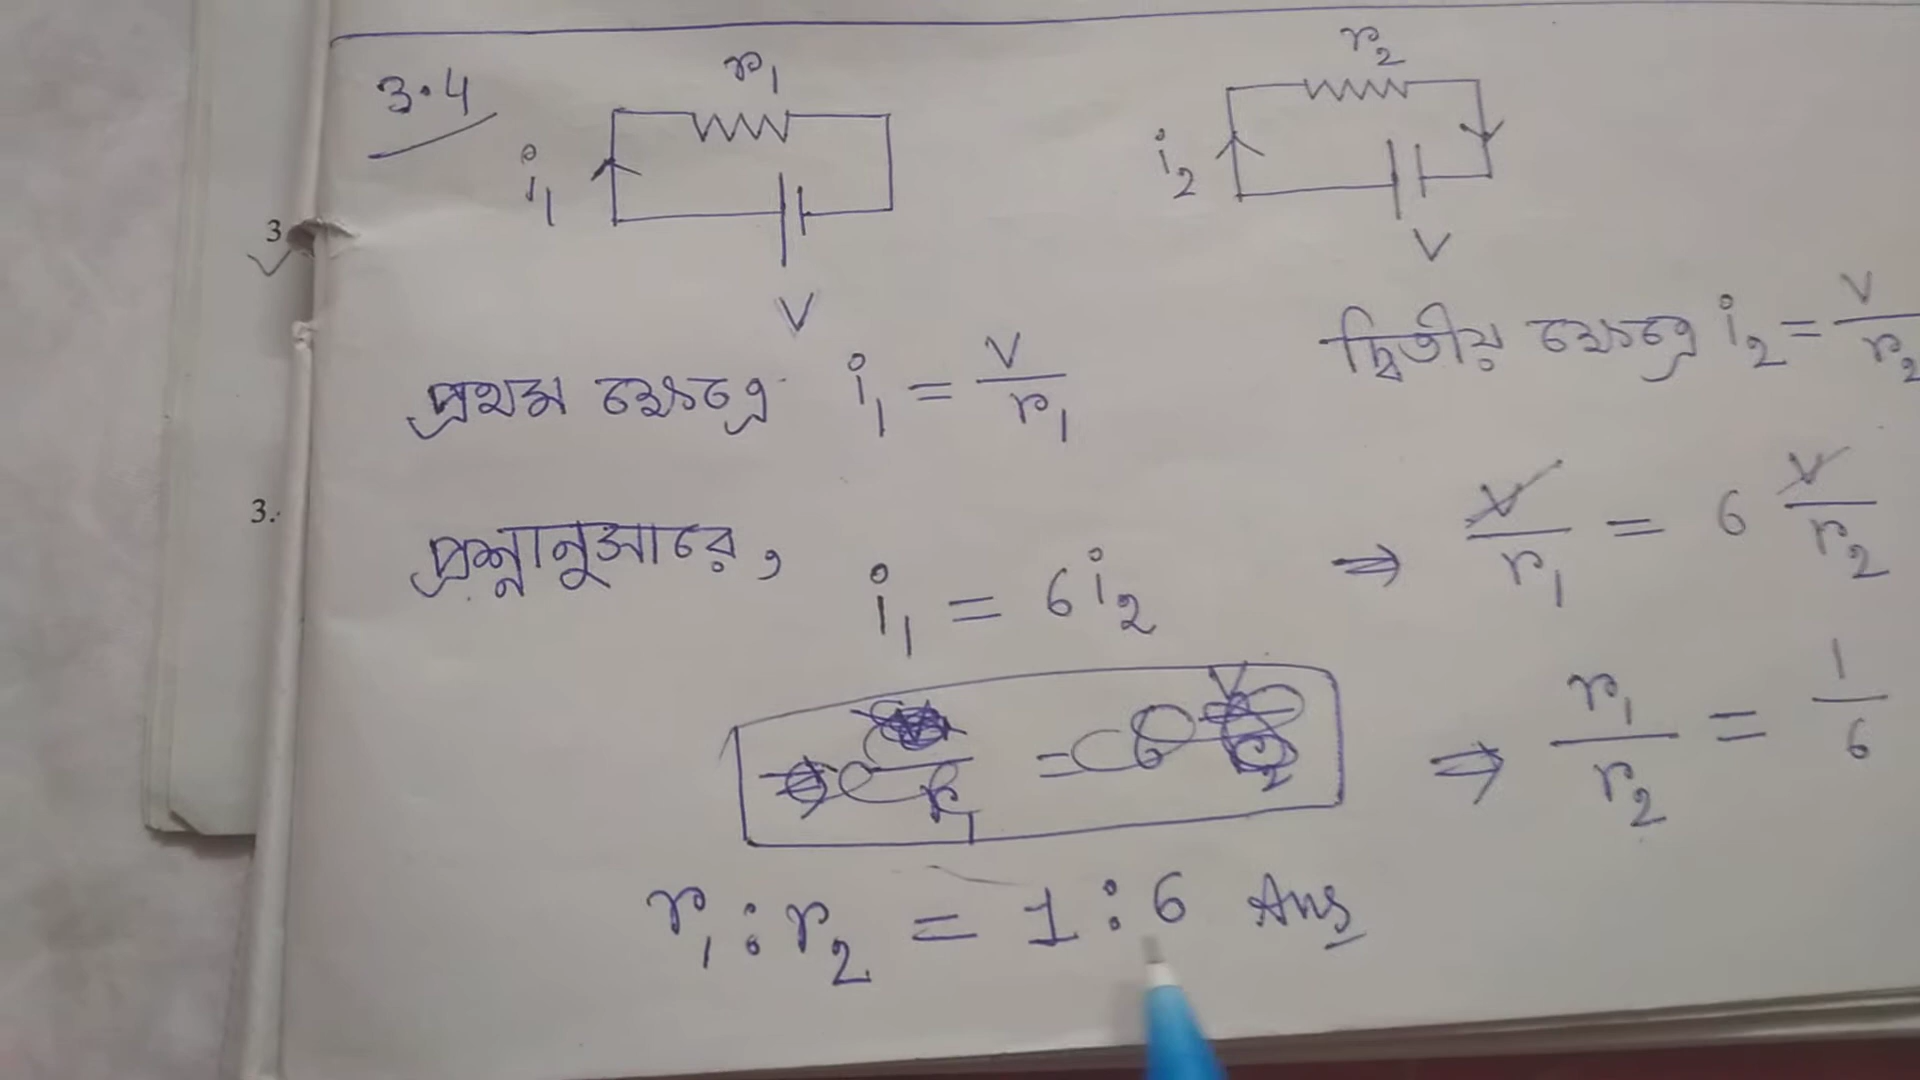 3.4
r₁
r₂
i₁
i₂
V
V
3
প্রথম ক্ষেত্রে i₁ = V/r₁
দ্বিতীয় ক্ষেত্রে i₂ = V/r₂
3.
প্রশ্নানুসারে, i₁ = 6i₂
⇒ V/r₁ = 6 V/r₂
⇒ r₁/r₂ = 1/6
r₁ : r₂ = 1 : 6 Ans